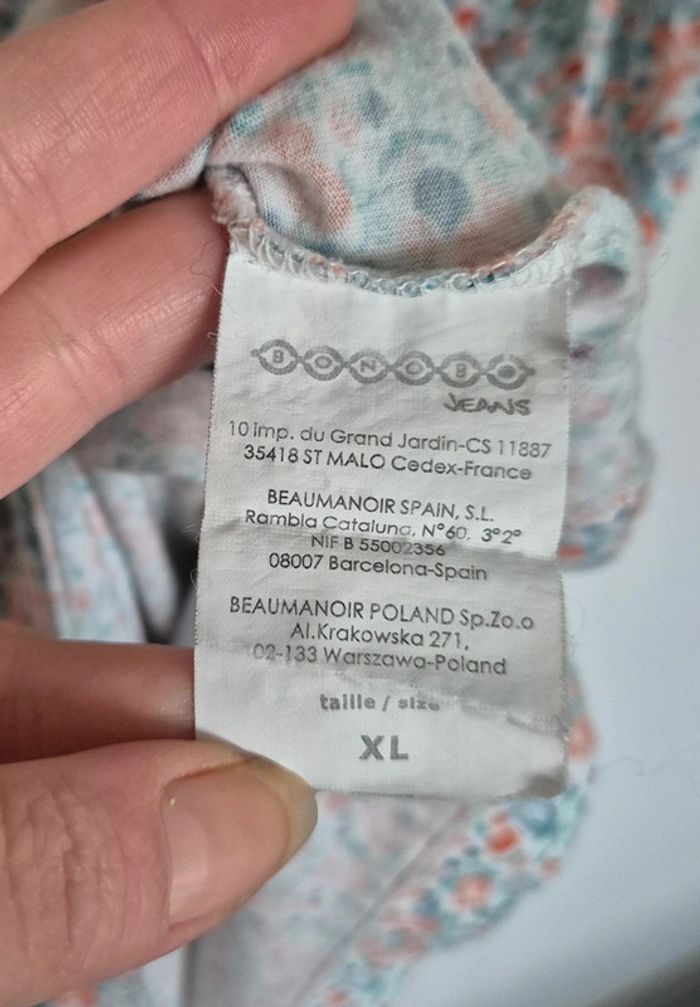 BONOBO
JEANS
10 imp. du Grand Jardin-CS 11887
35418 ST MALO Cedex-France
BEAUMANOIR SPAIN, S.L.
Rambla Cataluna, N°60, 3°2°
NIF B 55002356
08007 Barcelona-Spain
BEAUMANOIR POLAND Sp.Zo.o
Al.Krakowska 271,
02-133 Warszawa-Poland
taille / size
XL